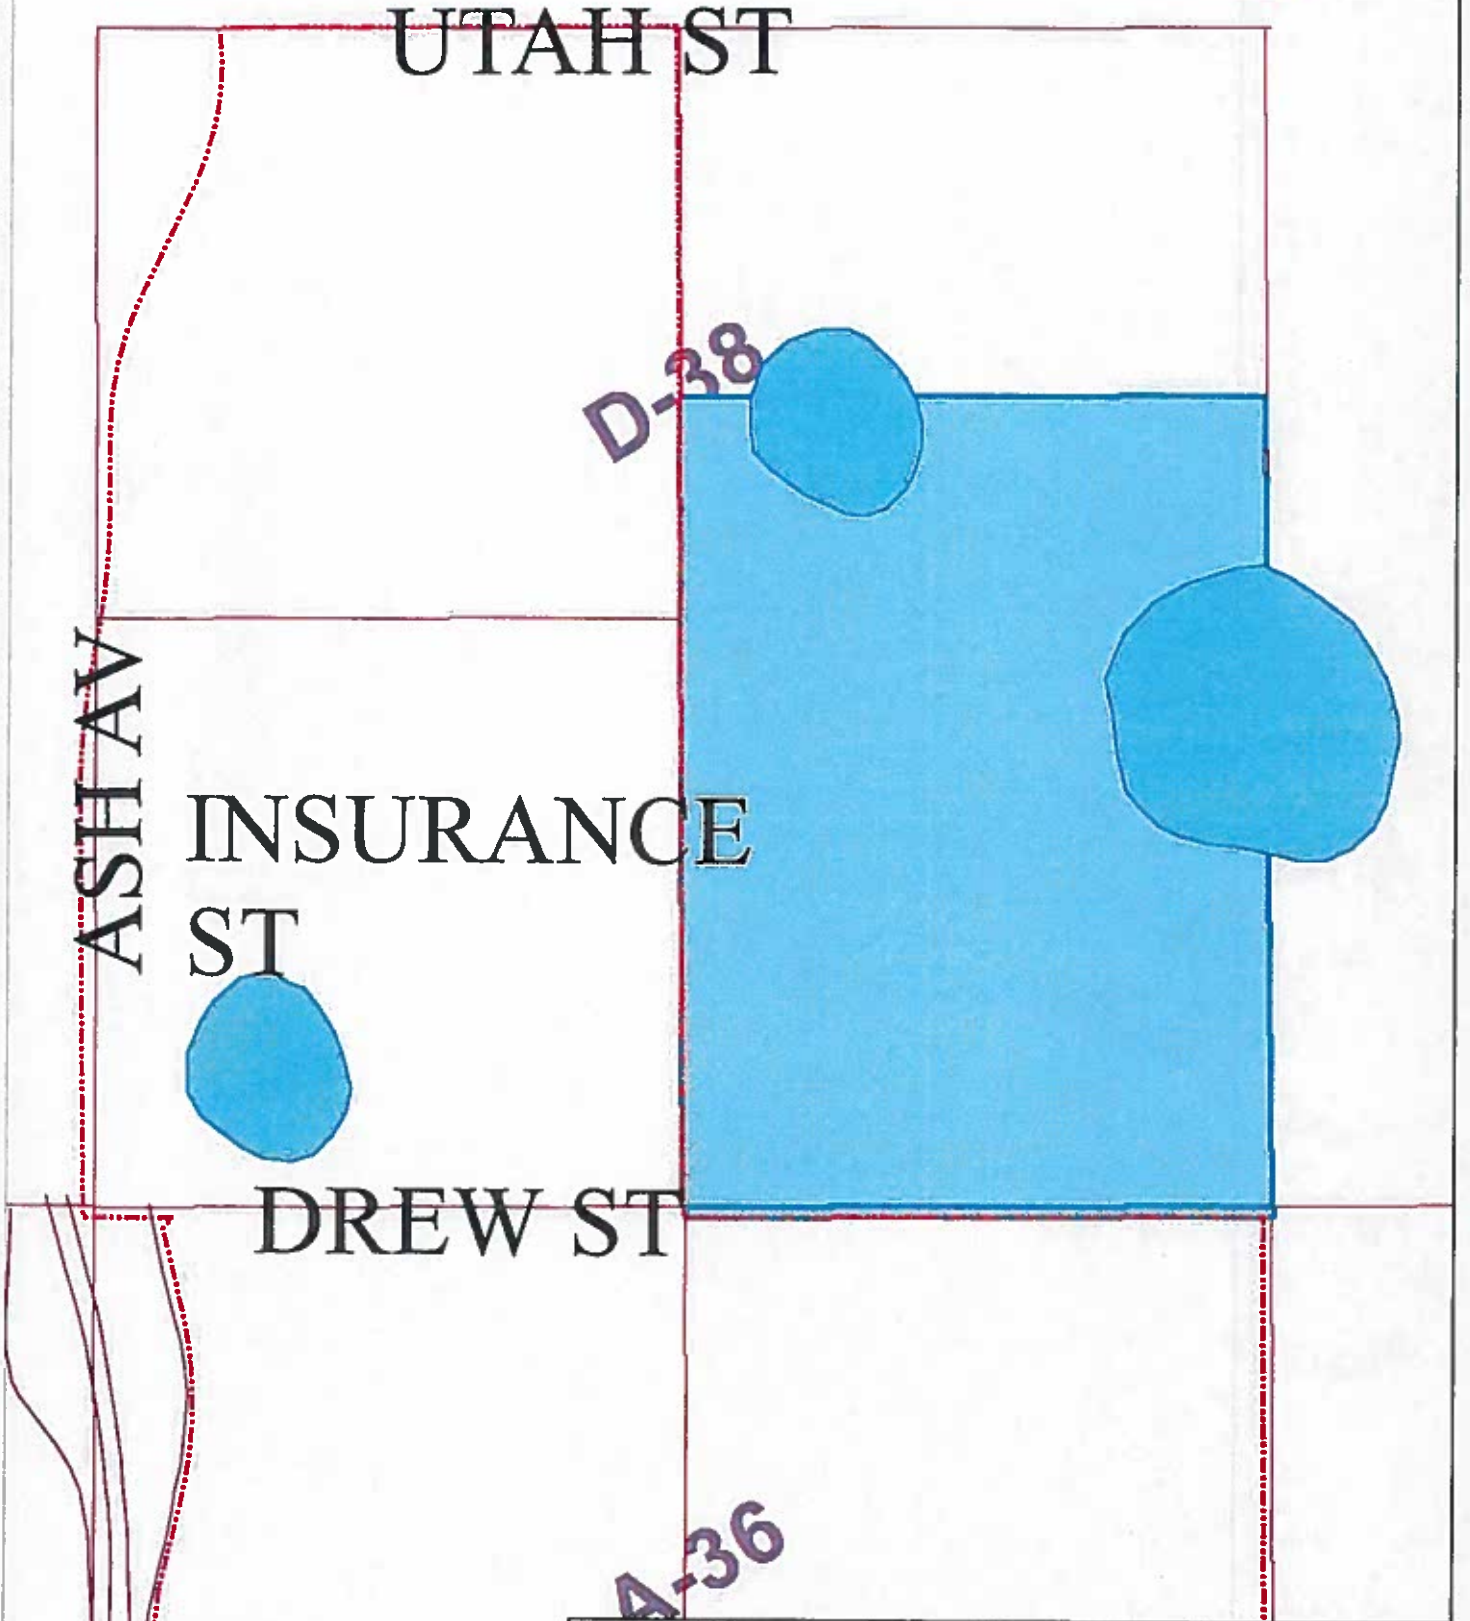 UTAH ST
D-38
ASH AV
INSURANCE
ST
DREW ST
A-36